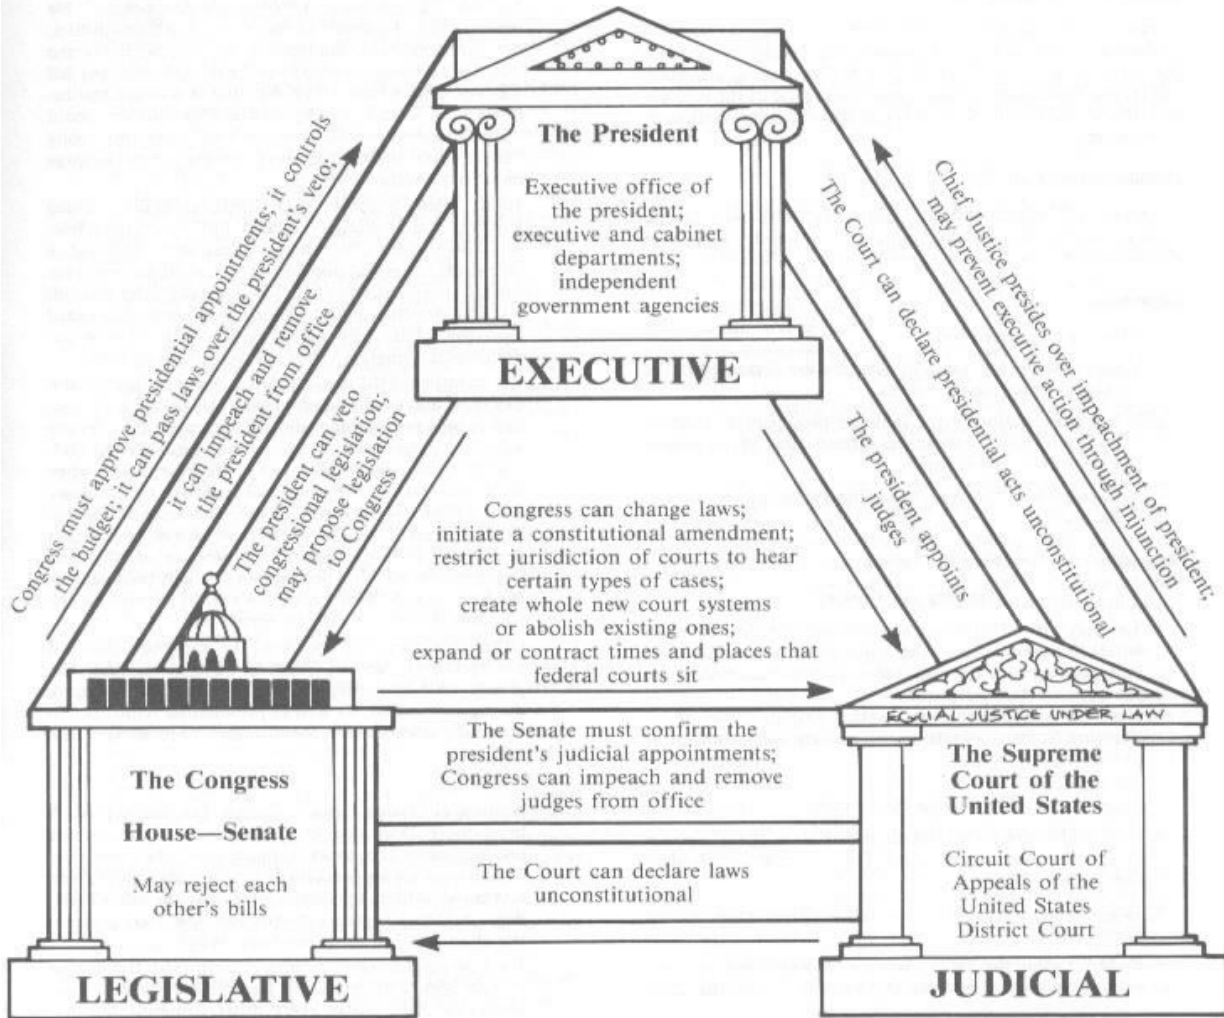 The President
Executive office of
the president;
executive and cabinet
departments;
independent
government agencies
EXECUTIVE
Congress must approve presidential appointments; it controls
the budget; it can pass laws over the president's veto;
it can impeach and remove
the president from office
The president can veto
congressional legislation;
may propose legislation
to Congress
Chief Justice presides over impeachment of president;
may prevent executive action through injunction
The Court can declare presidential acts unconstitutional
The president appoints
judges
Congress can change laws;
initiate a constitutional amendment;
restrict jurisdiction of courts to hear
certain types of cases;
create whole new court systems
or abolish existing ones;
expand or contract times and places that
federal courts sit
The Senate must confirm the
president's judicial appointments;
Congress can impeach and remove
judges from office
The Court can declare laws
unconstitutional
The Congress
House—Senate
May reject each
other's bills
LEGISLATIVE
EQUAL JUSTICE UNDER LAW
The Supreme
Court of the
United States
Circuit Court of
Appeals of the
United States
District Court
JUDICIAL